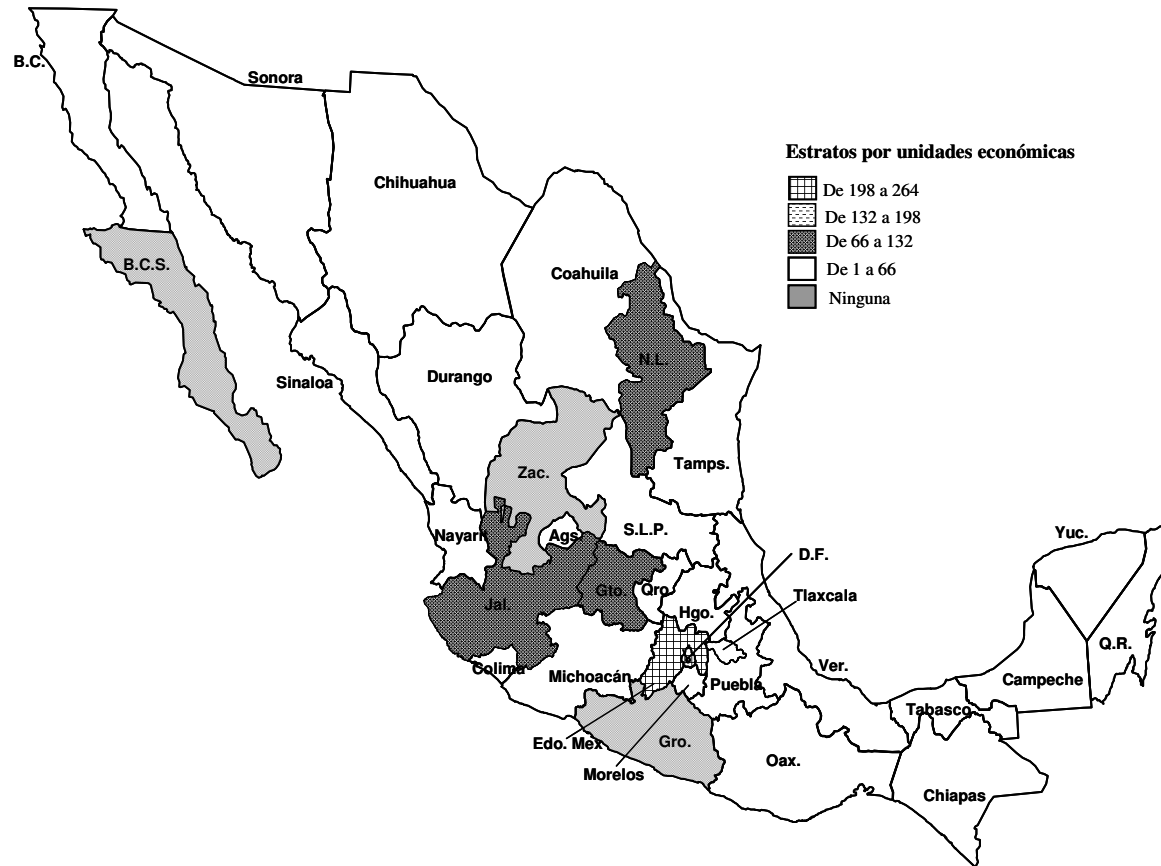 B.C.
Sonora
Chihuahua
Estratos por unidades económicas
De 198 a 264
De 132 a 198
De 66 a 132
De 1 a 66
Ninguna
B.C.S.
Coahuila
N.L.
Sinaloa
Durango
Zac.
Tamps.
Nayarit
Ags.
S.L.P.
Yuc.
D.F.
Jal.
Gto.
Qro.
Hgo.
Tlaxcala
Q.R.
Colima
Michoacán
Puebla
Ver.
Campeche
Tabasco
Edo. Mex
Gro.
Morelos
Oax.
Chiapas